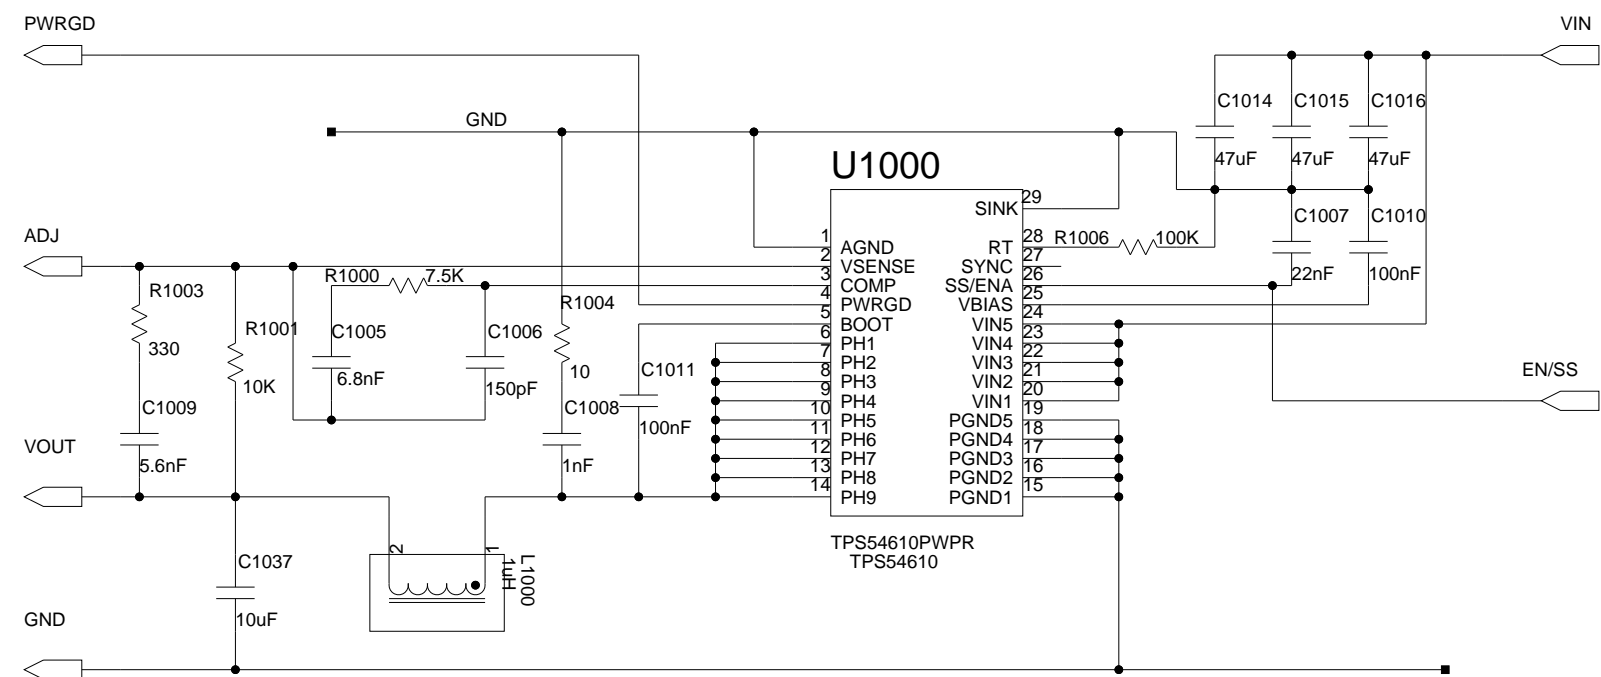 PWRGD
VIN
C1014
C1015
C1016
GND
47uF
47uF
47uF
U1000
29
SINK
C1007
C1010
ADJ
1
28
R1006
100K
AGND
RT
2
27
VSENSE
SYNC
22nF
100nF
R1000
7.5K
3
26
COMP
SS/ENA
R1003
R1004
4
25
PWRGD
VBIAS
5
24
BOOT
VIN5
R1001
C1005
C1006
6
23
PH1
VIN4
330
7
22
PH2
VIN3
10
C1011
EN/SS
6.8nF
8
21
PH3
VIN2
10K
150pF
9
20
PH4
VIN1
C1009
C1008
10
19
PH5
PGND5
100nF
11
18
PH6
PGND4
VOUT
12
17
PH7
PGND3
5.6nF
1nF
13
16
PH8
PGND2
14
15
PH9
PGND1
TPS54610PWPR
TPS54610
2
1
1uH
L1000
C1037
10uF
GND